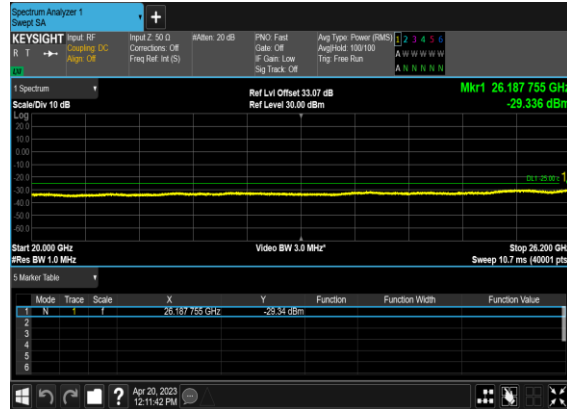 Spectrum Analyzer 1
Swept SA
+
KEYSIGHT Input: RF Input Z: 50 Ω #Atten: 20 dB PNO: Fast Avg Type: Power (RMS) 1 2 3 4 5 6
R T Coupling: DC Corrections: Off Gate: Off Avg|Hold: 100/100 A W W W W W
Align: Off Freq Ref: Int (S) IF Gain: Low Trig: Free Run
Sig Track: Off A N N N N N
1 Spectrum Ref Lvl Offset 33.07 dB Mkr1 26.187 755 GHz
Scale/Div 10 dB Ref Level 30.00 dBm -29.336 dBm
Log
20.0
10.0
0.00
-10.0
-20.0
-30.0
-40.0
-50.0
-60.0
1
Start 20.000 GHz Video BW 3.0 MHz* Stop 26.200 GHz
#Res BW 1.0 MHz Sweep 10.7 ms (40001 pts
5 Marker Table
Mode Trace Scale X Y Function Function Width Function Value
1 N 1 f 26.187 755 GHz -29.34 dBm
2
3
4
5
6
? Apr 20, 2023
12:11:42 PM